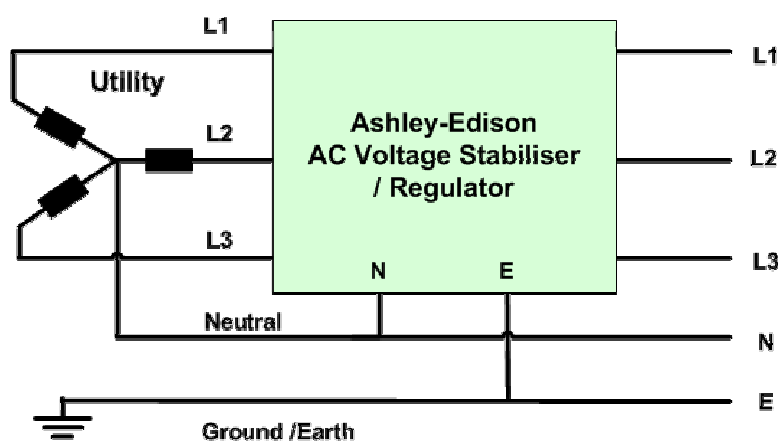 L1
Utility
L2
L3
Ashley-Edison
AC Voltage Stabiliser
/ Regulator
N
E
L1
L2
L3
Neutral
N
E
Ground /Earth